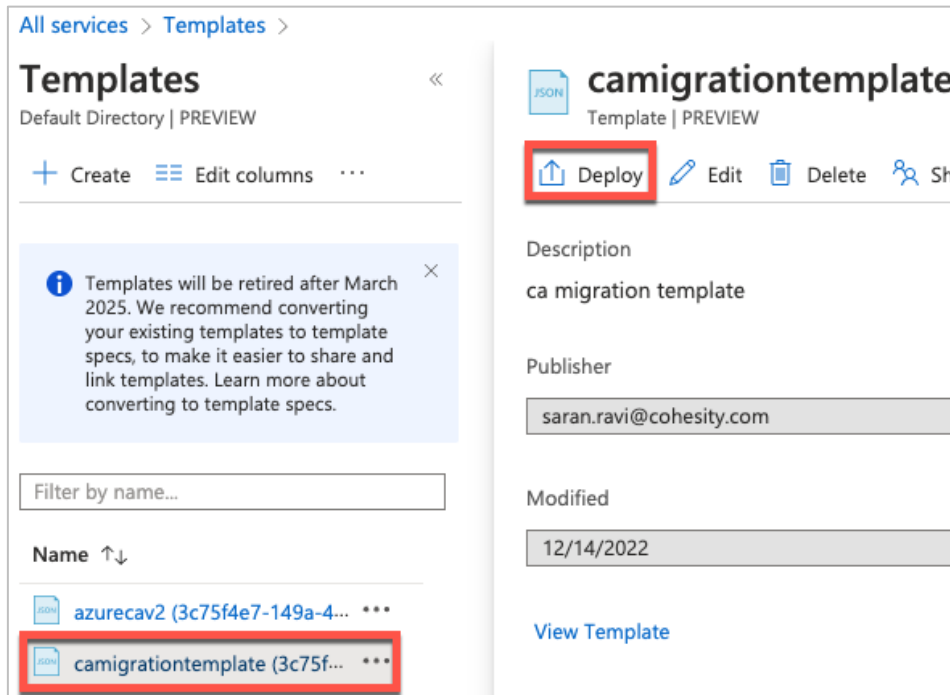 All services > Templates >
Templates
Default Directory | PREVIEW
«
+ Create Edit columns ...
Templates will be retired after March
2025. We recommend converting
your existing templates to template
specs, to make it easier to share and
link templates. Learn more about
converting to template specs.
Filter by name...
Name ↑↓
JSON azurecav2 (3c75f4e7-149a-4... ...
JSON camigrationtemplate (3c75f... ...
JSON camigrationtemplate
Template | PREVIEW
Deploy Edit Delete Sh
Description
ca migration template
Publisher
saran.ravi@cohesity.com
Modified
12/14/2022
View Template